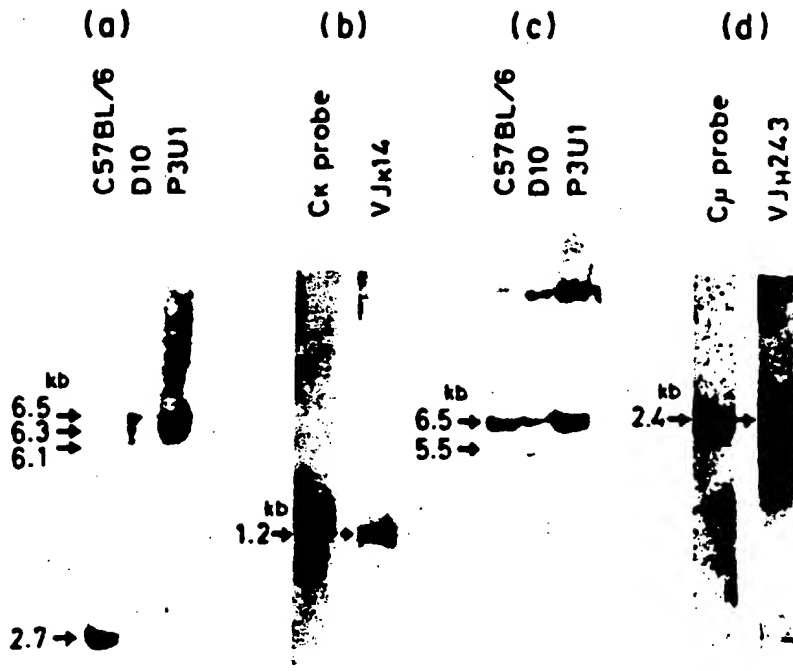 (a) (b) (c) (d)
C57BL/6
D10
P3U1
Cκ probe
VJκ14
C57BL/6
D10
P3U1
Cμ probe
VJH243
kb
6.5→
6.3→
6.1→
2.7→
kb
1.2→
6.5→
5.5→
kb
2.4→